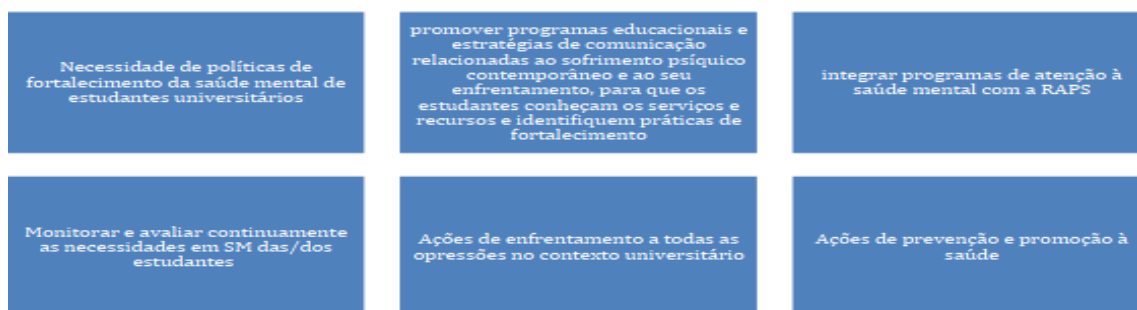 Necessidade de políticas de
fortalecimento da saúde mental de
estudantes universitários
promover programas educacionais e
estratégias de comunicação
relacionadas ao sofrimento psíquico
contemporâneo e ao seu
enfrentamento, para que os
estudantes conheçam os serviços e
recursos e identifiquem práticas de
fortalecimento
integrar programas de atenção à
saúde mental com a RAPS
Monitorar e avaliar continuamente
as necessidades em SM das/dos
estudantes
Ações de enfrentamento a todas as
opressões no contexto universitário
Ações de prevenção e promoção à
saúde